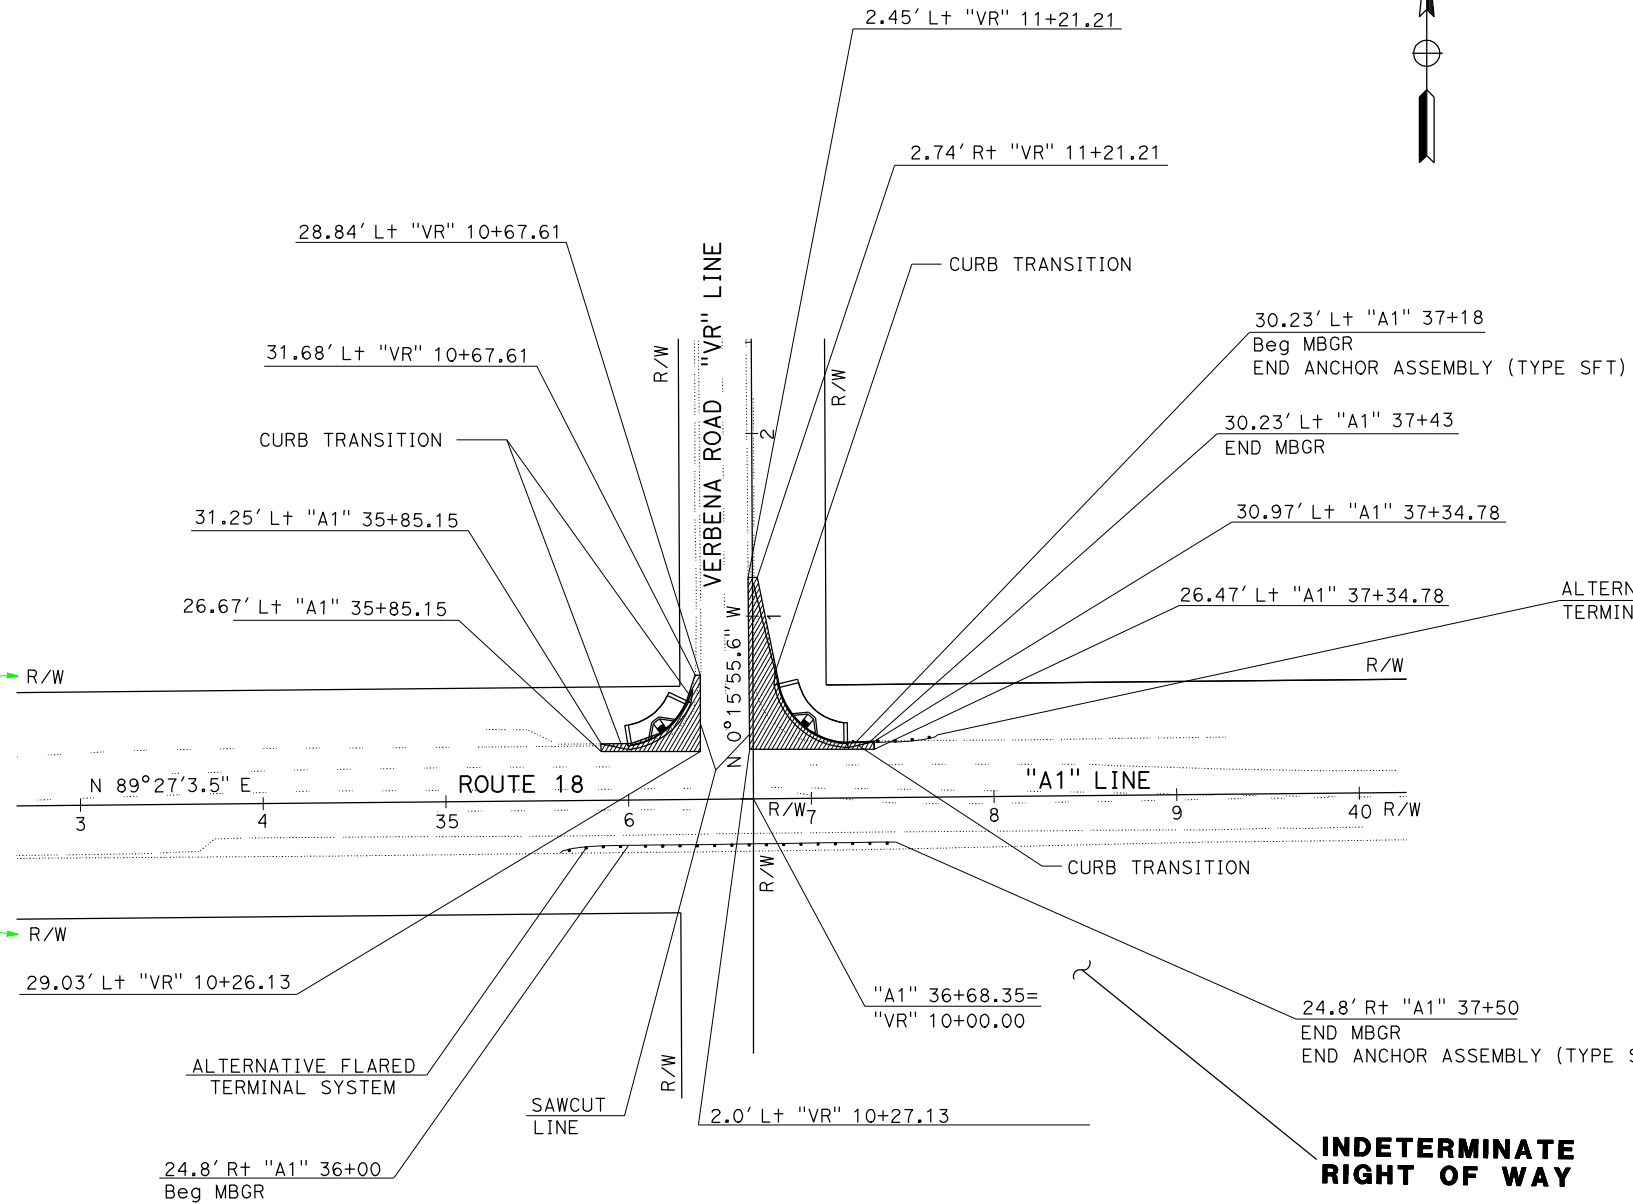 2.45' Lt "VR" 11+21.21
2.74' Rt "VR" 11+21.21
28.84' Lt "VR" 10+67.61
CURB TRANSITION
30.23' Lt "A1" 37+18
Beg MBGR
END ANCHOR ASSEMBLY (TYPE SFT)
31.68' Lt "VR" 10+67.61
R/W
VERBENA ROAD "VR" LINE
R/W
CURB TRANSITION
2
30.23' Lt "A1" 37+43
END MBGR
31.25' Lt "A1" 35+85.15
30.97' Lt "A1" 37+34.78
26.67' Lt "A1" 35+85.15
26.47' Lt "A1" 37+34.78
ALTERN
TERMIN
1
N 0°15'55.6" W
R/W
R/W
N 89°27'3.5" E
ROUTE 18
"A1" LINE
3
4
35
6
R/W
7
8
9
40
R/W
R/W
CURB TRANSITION
R/W
29.03' Lt "VR" 10+26.13
"A1" 36+68.35=
"VR" 10+00.00
24.8' Rt "A1" 37+50
END MBGR
END ANCHOR ASSEMBLY (TYPE S
ALTERNATIVE FLARED
TERMINAL SYSTEM
R/W
SAWCUT
LINE
2.0' Lt "VR" 10+27.13
24.8' Rt "A1" 36+00
Beg MBGR
INDETERMINATE
RIGHT OF WAY